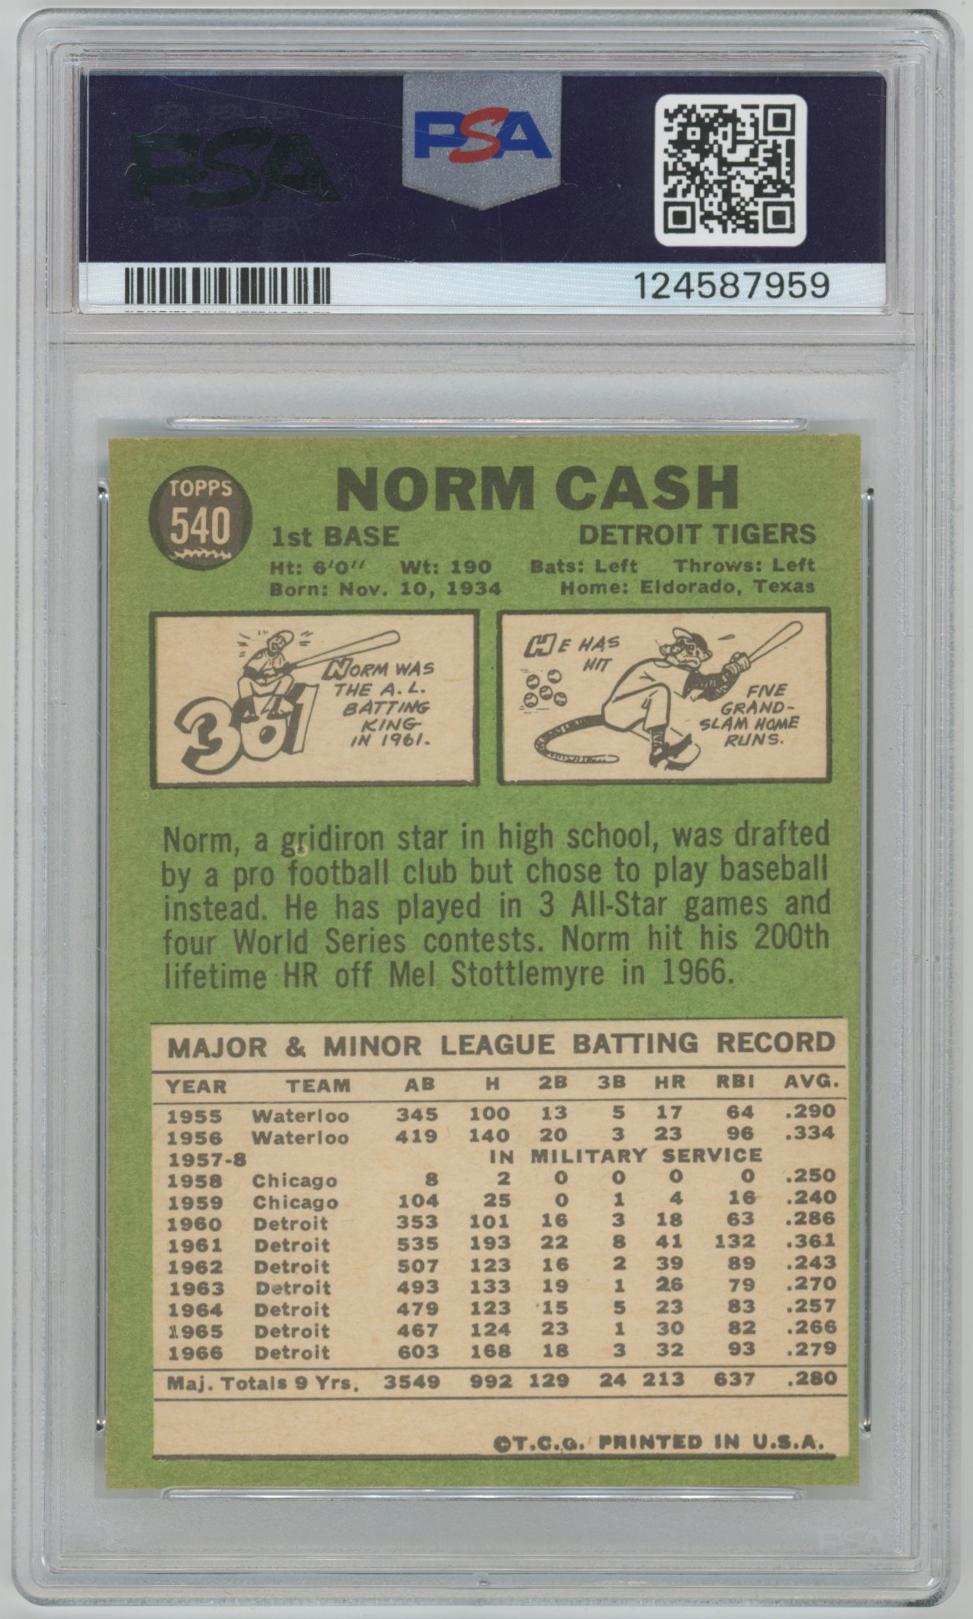 PSA
PSA
124587959
TOPPS
540
NORM CASH
1st BASE DETROIT TIGERS
Ht: 6'0" Wt: 190 Bats: Left Throws: Left
Born: Nov. 10, 1934 Home: Eldorado, Texas
361
NORM WAS
THE A.L.
BATTING
KING
IN 1961.
HE HAS
HIT
FIVE
GRAND-
SLAM HOME
RUNS.
Norm, a gridiron star in high school, was drafted
by a pro football club but chose to play baseball
instead. He has played in 3 All-Star games and
four World Series contests. Norm hit his 200th
lifetime HR off Mel Stottlemyre in 1966.
MAJOR & MINOR LEAGUE BATTING RECORD
YEAR TEAM AB H 2B 3B HR RBI AVG.
1955 Waterloo 345 100 13 5 17 64 .290
1956 Waterloo 419 140 20 3 23 96 .334
1957-8 IN MILITARY SERVICE
1958 Chicago 8 2 0 0 0 0 .250
1959 Chicago 104 25 0 1 4 16 .240
1960 Detroit 353 101 16 3 18 63 .286
1961 Detroit 535 193 22 8 41 132 .361
1962 Detroit 507 123 16 2 39 89 .243
1963 Detroit 493 133 19 1 26 79 .270
1964 Detroit 479 123 15 5 23 83 .257
1965 Detroit 467 124 23 1 30 82 .266
1966 Detroit 603 168 18 3 32 93 .279
Maj. Totals 9 Yrs. 3549 992 129 24 213 637 .280
©T.C.G. PRINTED IN U.S.A.
PSA